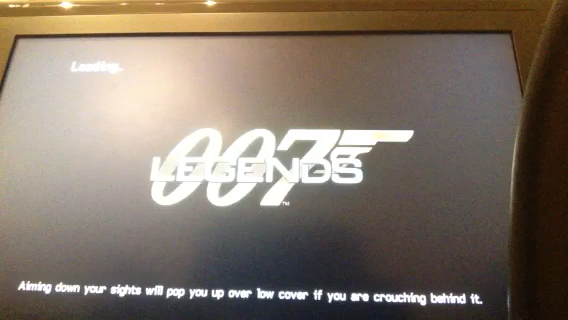 Loading..
007
LEGENDS
™
Aiming down your sights will pop you up over low cover if you are crouching behind it.